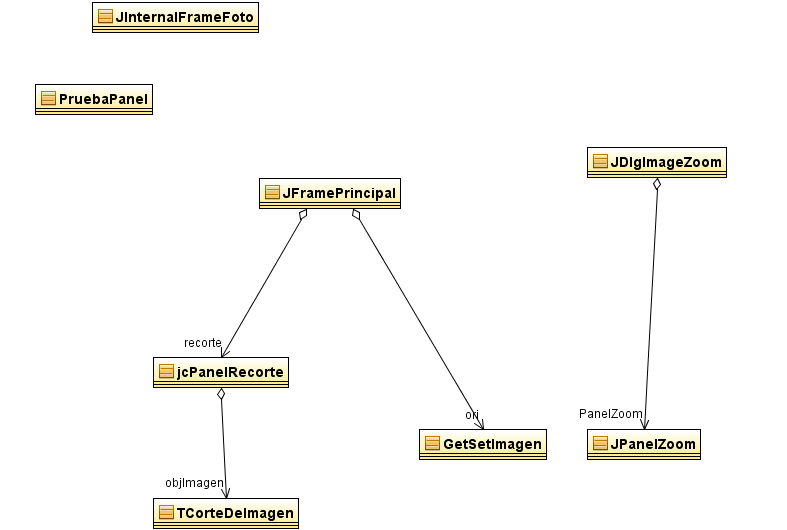 JInternalFrameFoto
PruebaPanel
JDlgImageZoom
JFramePrincipal
recorte
jcPanelRecorte
ori
PanelZoom
GetSetImagen
JPanelZoom
objImagen
TCorteDeImagen